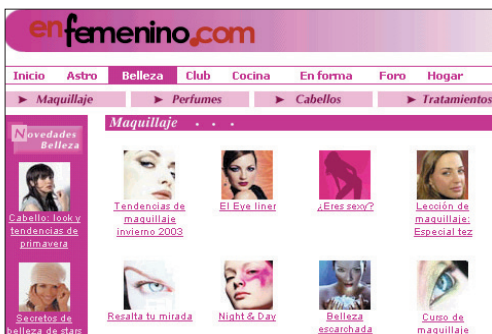 enfemenino.com
Inicio Astro Belleza Club Cocina En forma Foro Hogar
► Maquillaje ► Perfumes ► Cabellos ► Tratamientos
Novedades
Belleza
Cabello: look y
tendencias de
primavera
Secretos de
belleza de stars
Maquillaje . . .
Tendencias de
maquillaje
invierno 2003
El Eye liner
¿Eres sexy?
Lección de
maquillaje:
Especial tez
Resalta tu mirada
Night & Day
Belleza
escarchada
Curso de
maquillaje